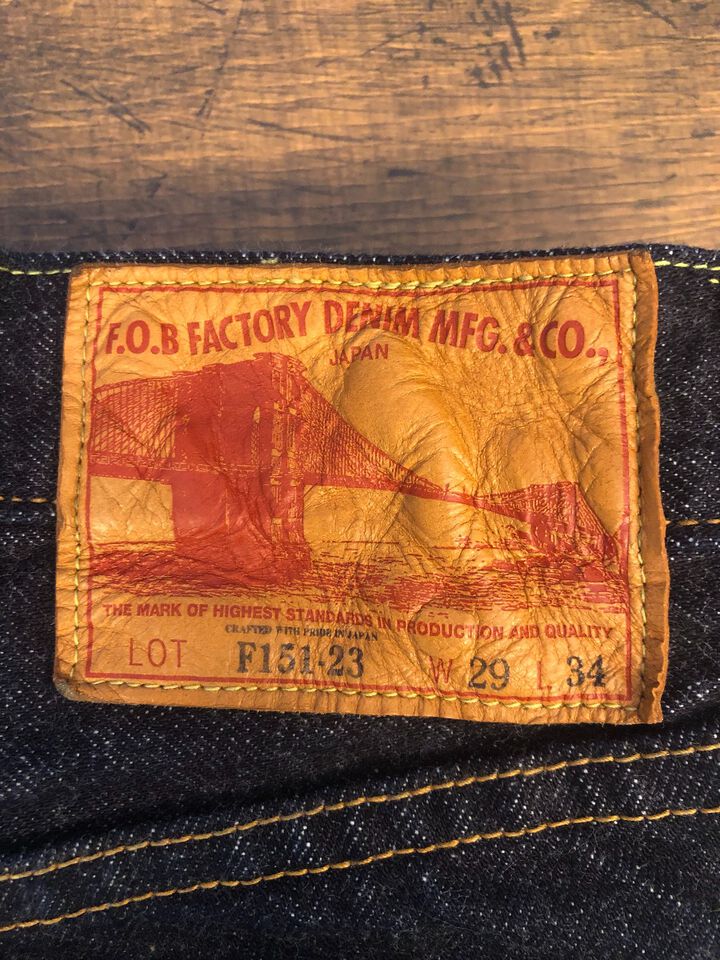 F.O.B FACTORY DENIM MFG. & CO.,
JAPAN
THE MARK OF HIGHEST STANDARDS IN PRODUCTION AND QUALITY
CRAFTED WITH PRIDE IN JAPAN
LOT F151-23 W 29 L 34